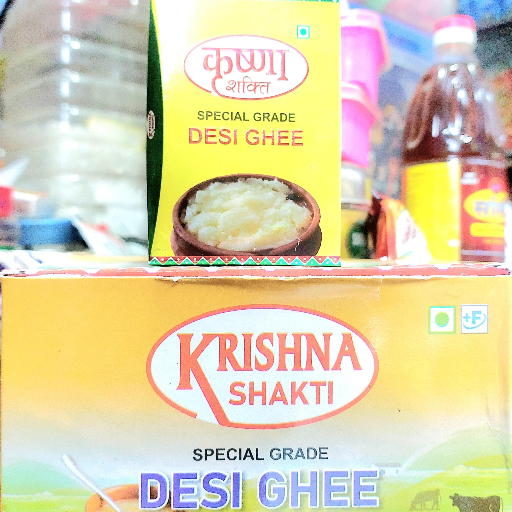 कृष्णा
शक्ति
SPECIAL GRADE
DESI GHEE
KRISHNA
SHAKTI
+F
SPECIAL GRADE
DESI GHEE